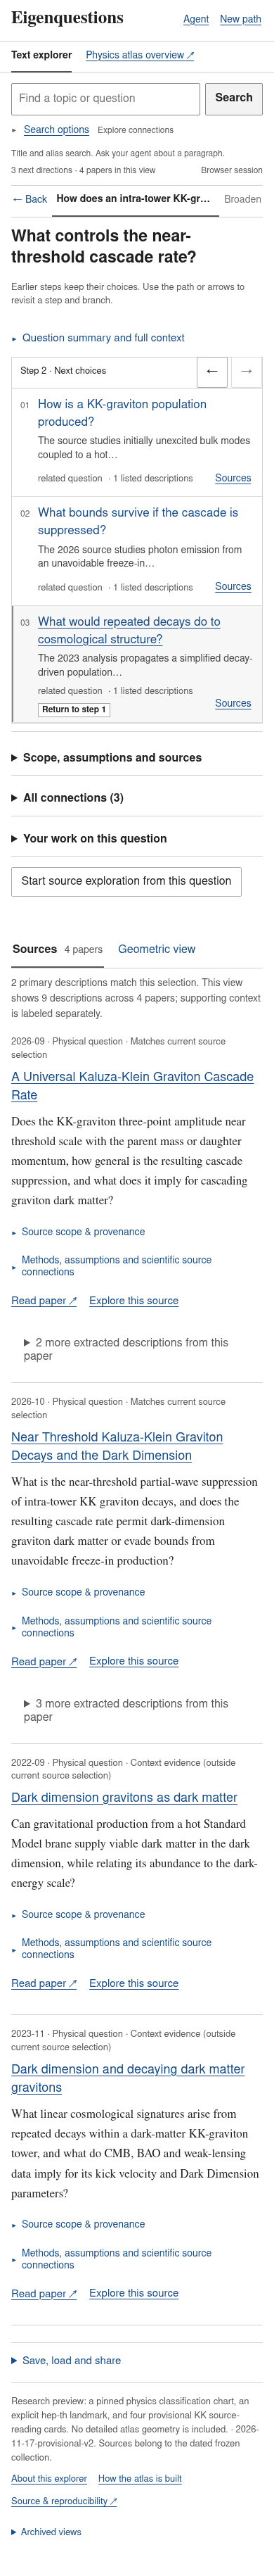 Eigenquestions
Agent New path
Text explorer Physics atlas overview ↗
Find a topic or question
Search
▸ Search options Explore connections
Title and alias search. Ask your agent about a paragraph.
3 next directions · 4 papers in this view Browser session
← Back How does an intra-tower KK-gr… Broaden
What controls the near-
threshold cascade rate?
Earlier steps keep their choices. Use the path or arrows to
revisit a step and branch.
▸ Question summary and full context
Step 2 · Next choices ← →
01 How is a KK-graviton population
produced?
The source studies initially unexcited bulk modes
coupled to a hot…
related question · 1 listed descriptions Sources
02 What bounds survive if the cascade is
suppressed?
The 2026 source studies photon emission from
an unavoidable freeze-in…
related question · 1 listed descriptions Sources
03 What would repeated decays do to
cosmological structure?
The 2023 analysis propagates a simplified decay-
driven population…
related question · 1 listed descriptions
Return to step 1 Sources
▶ Scope, assumptions and sources
▶ All connections (3)
▶ Your work on this question
Start source exploration from this question
Sources 4 papers Geometric view
2 primary descriptions match this selection. This view
shows 9 descriptions across 4 papers; supporting context
is labeled separately.
2026-09 · Physical question · Matches current source
selection
A Universal Kaluza-Klein Graviton Cascade
Rate
Does the KK-graviton three-point amplitude near
threshold scale with the parent mass or daughter
momentum, how general is the resulting cascade
suppression, and what does it imply for cascading
graviton dark matter?
▸ Source scope & provenance
▸ Methods, assumptions and scientific source
connections
Read paper ↗ Explore this source
▶ 2 more extracted descriptions from this
paper
2026-10 · Physical question · Matches current source
selection
Near Threshold Kaluza-Klein Graviton
Decays and the Dark Dimension
What is the near-threshold partial-wave suppression
of intra-tower KK graviton decays, and does the
resulting cascade rate permit dark-dimension
graviton dark matter or evade bounds from
unavoidable freeze-in production?
▸ Source scope & provenance
▸ Methods, assumptions and scientific source
connections
Read paper ↗ Explore this source
▶ 3 more extracted descriptions from this
paper
2022-09 · Physical question · Context evidence (outside
current source selection)
Dark dimension gravitons as dark matter
Can gravitational production from a hot Standard
Model brane supply viable dark matter in the dark
dimension, while relating its abundance to the dark-
energy scale?
▸ Source scope & provenance
▸ Methods, assumptions and scientific source
connections
Read paper ↗ Explore this source
2023-11 · Physical question · Context evidence (outside
current source selection)
Dark dimension and decaying dark matter
gravitons
What linear cosmological signatures arise from
repeated decays within a dark-matter KK-graviton
tower, and what do CMB, BAO and weak-lensing
data imply for its kick velocity and Dark Dimension
parameters?
▸ Source scope & provenance
▸ Methods, assumptions and scientific source
connections
Read paper ↗ Explore this source
▶ Save, load and share
Research preview: a pinned physics classification chart, an
explicit hep-th landmark, and four provisional KK source-
reading cards. No detailed atlas geometry is included. · 2026-
11-17-provisional-v2. Sources belong to the dated frozen
collection.
About this explorer How the atlas is built
Source & reproducibility ↗
▶ Archived views